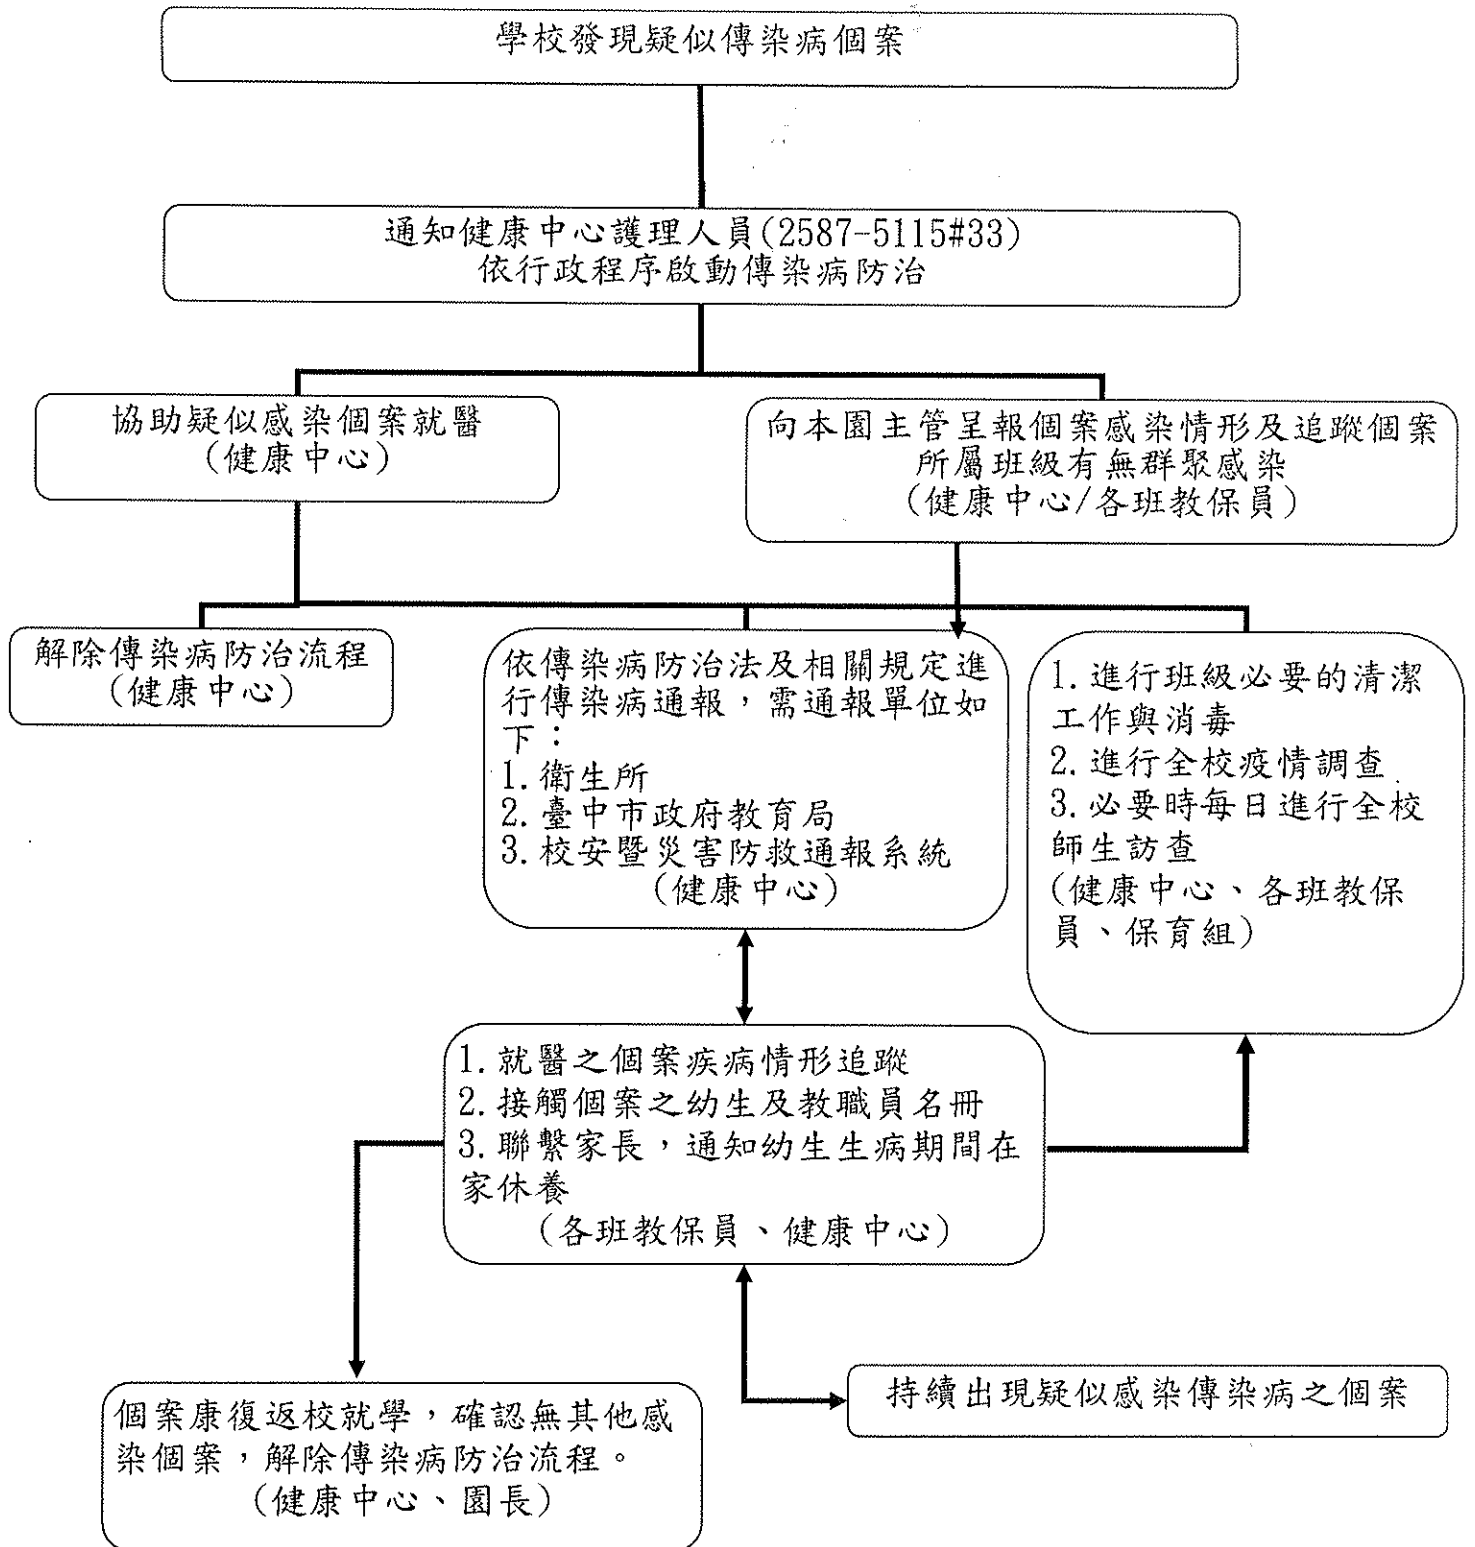 學校發現疑似傳染病個案
通知健康中心護理人員(2587-5115#33)
依行政程序啟動傳染病防治
協助疑似感染個案就醫
(健康中心)
向本園主管呈報個案感染情形及追蹤個案
所屬班級有無群聚感染
(健康中心/各班教保員)
解除傳染病防治流程
(健康中心)
依傳染病防治法及相關規定進
行傳染病通報，需通報單位如
下：
1.衛生所
2.臺中市政府教育局
3.校安暨災害防救通報系統
(健康中心)
1.進行班級必要的清潔
工作與消毒
2.進行全校疫情調查
3.必要時每日進行全校
師生訪查
(健康中心、各班教保
員、保育組)
1.就醫之個案疾病情形追蹤
2.接觸個案之幼生及教職員名冊
3.聯繫家長，通知幼生生病期間在
家休養
(各班教保員、健康中心)
持續出現疑似感染傳染病之個案
個案康復返校就學，確認無其他感
染個案，解除傳染病防治流程。
(健康中心、園長)